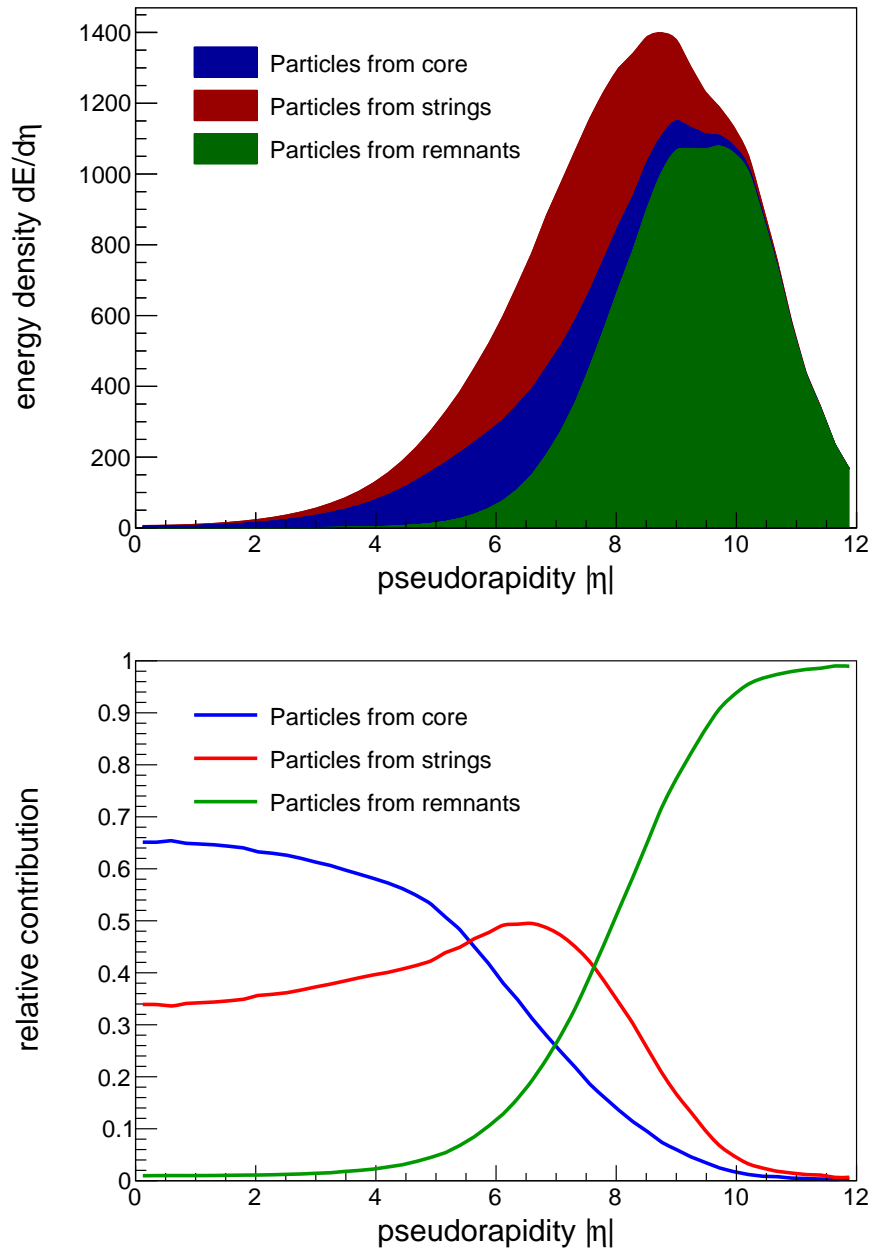 energy density dE/dη
1400
1200
1000
800
600
400
200
0
Particles from core
Particles from strings
Particles from remnants
0 2 4 6 8 10 12
pseudorapidity |η|
relative contribution
1
0.9
0.8
0.7
0.6
0.5
0.4
0.3
0.2
0.1
0
Particles from core
Particles from strings
Particles from remnants
0 2 4 6 8 10 12
pseudorapidity |η|